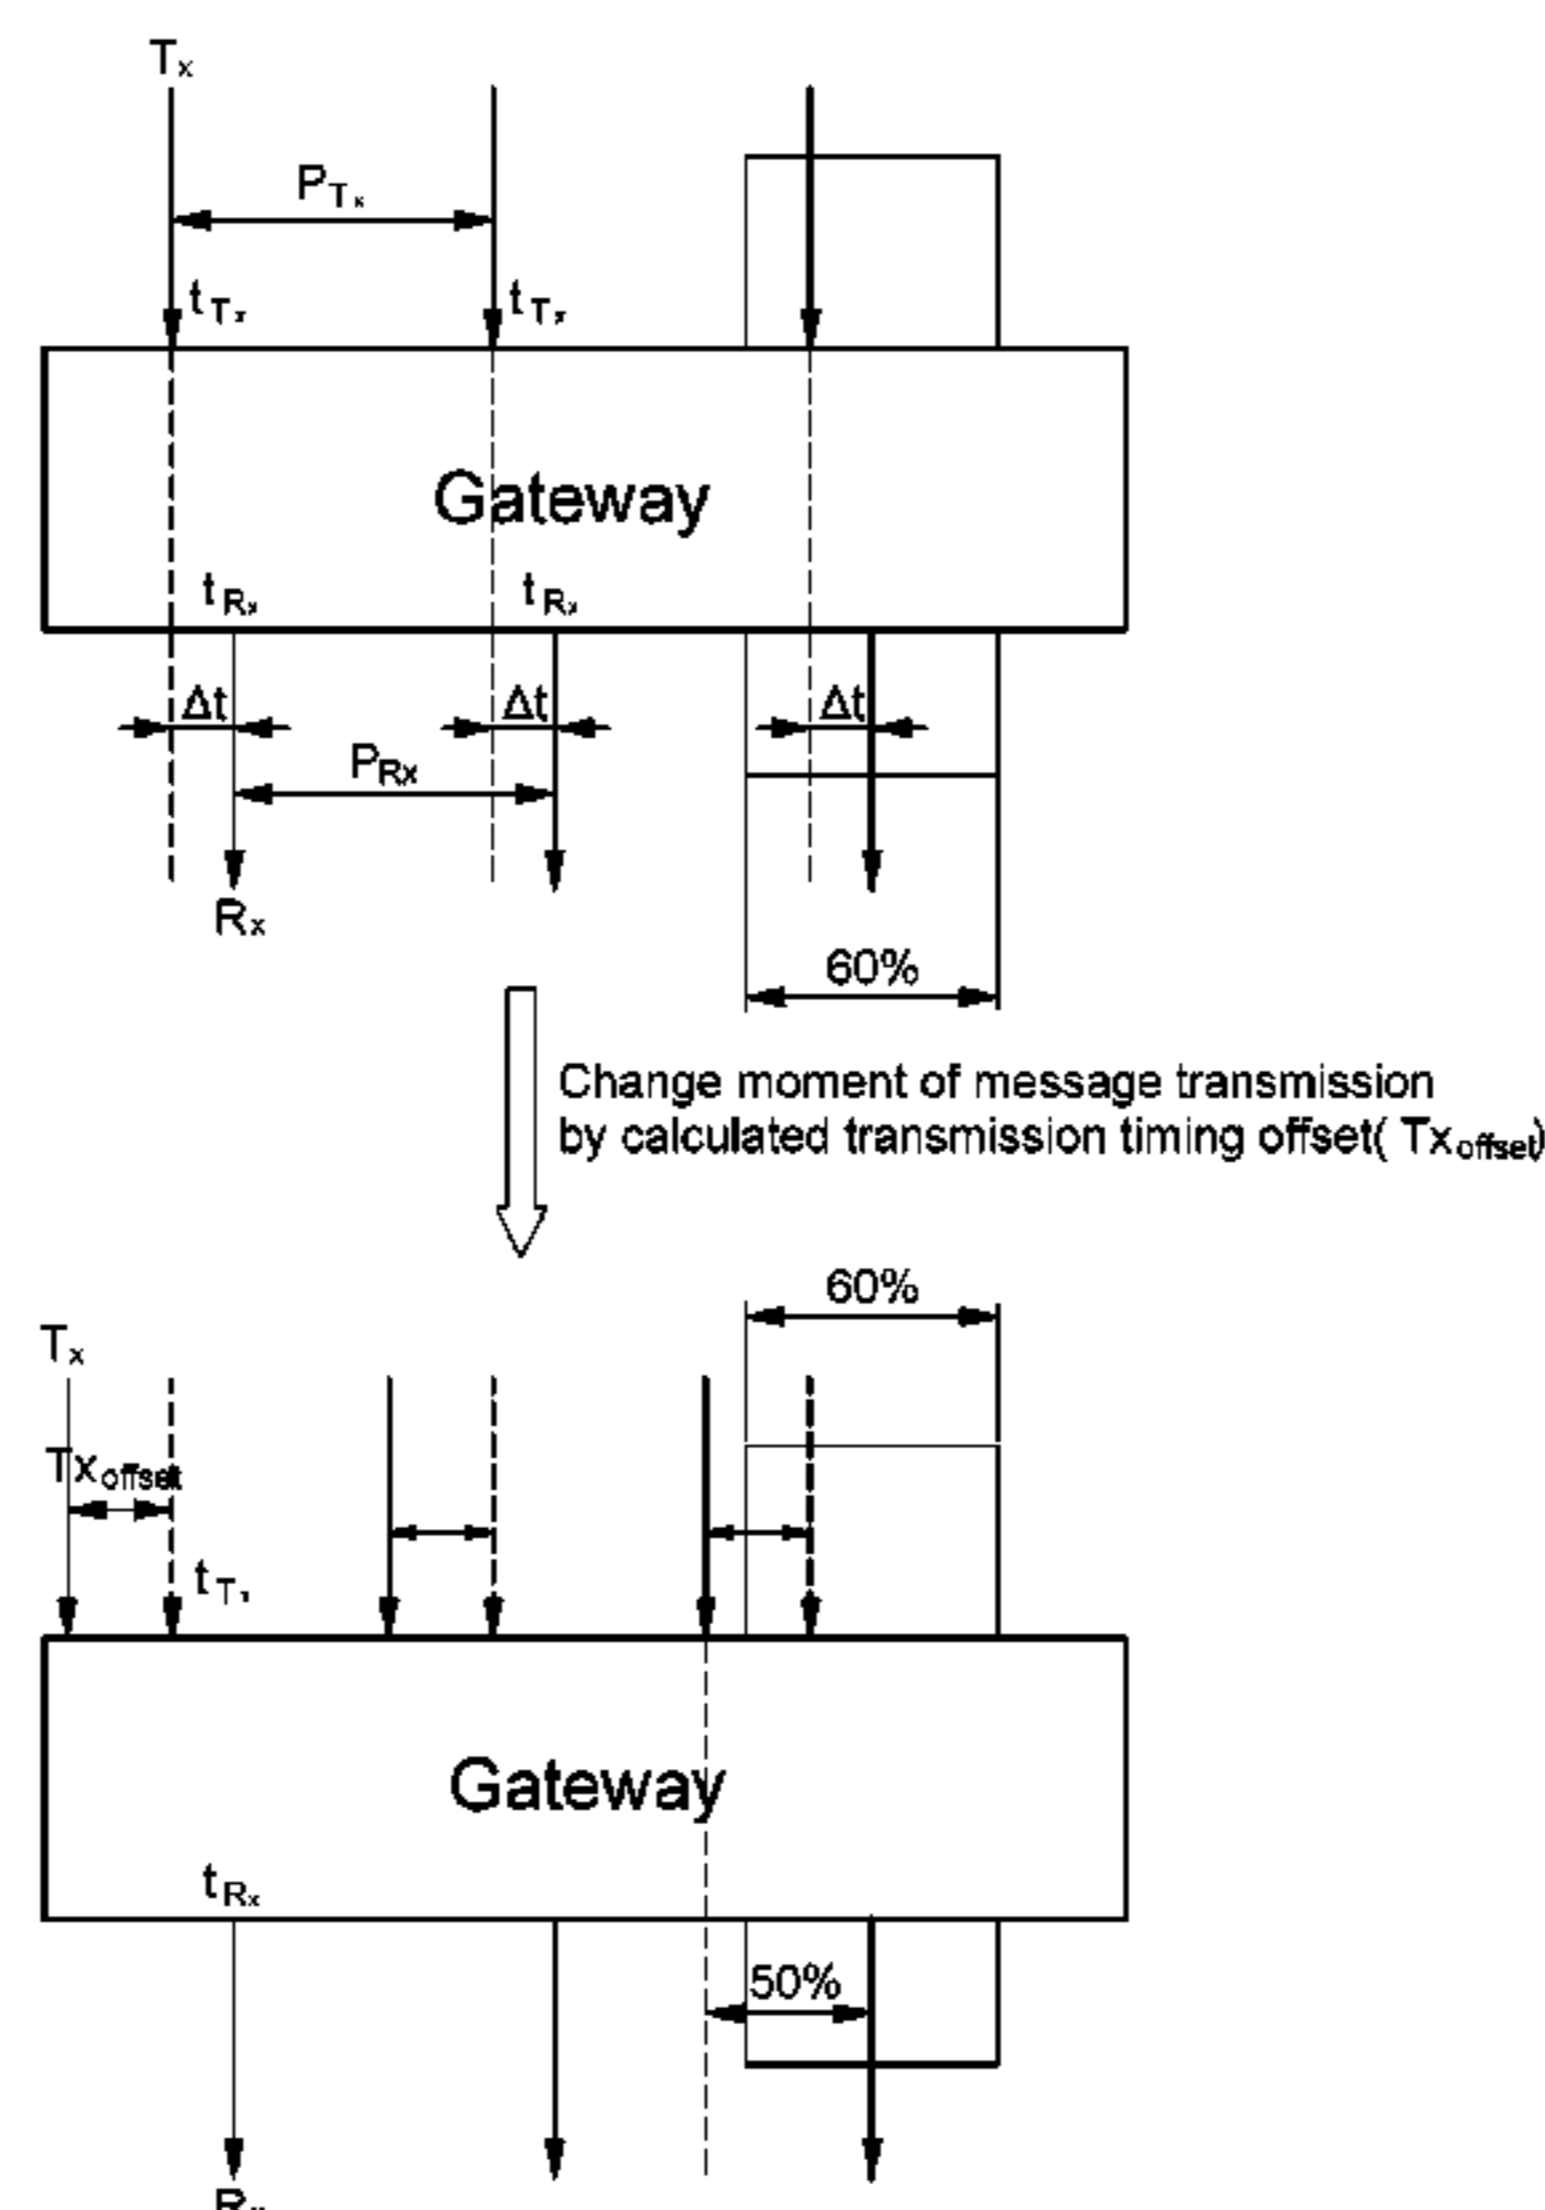 Tx
PTx
tTx tTx
Gateway
tRx tRx
Δt Δt Δt
PRx
Rx
60%
Change moment of message transmission
by calculated transmission timing offset( Txoffset)
60%
Tx
Txoffset
tTx
Gateway
tRx
50%
Rx